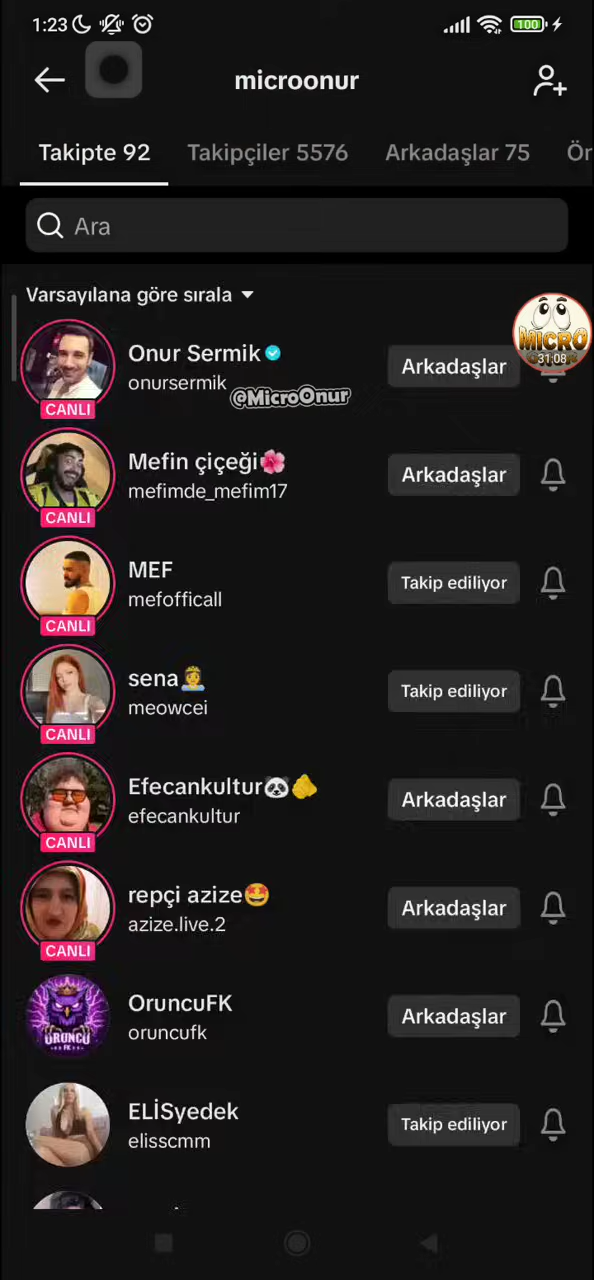 1:23
100
microonur
Takipte 92
Takipçiler 5576
Arkadaşlar 75
Ör
Ara
Varsayılana göre sırala
MICRO
31:08
Onur Sermik
onursermik
Arkadaşlar
CANLI
@MicroOnur
Mefin çiçeği🌺
mefimde_mefim17
Arkadaşlar
CANLI
MEF
mefofficall
Takip ediliyor
CANLI
sena👸
meowcei
Takip ediliyor
CANLI
Efecankultur🐼🫵
efecankultur
Arkadaşlar
CANLI
repçi azize🤩
azize.live.2
Arkadaşlar
CANLI
OruncuFK
oruncufk
Arkadaşlar
ORUNCU
FK
ELİSyedek
elisscmm
Takip ediliyor